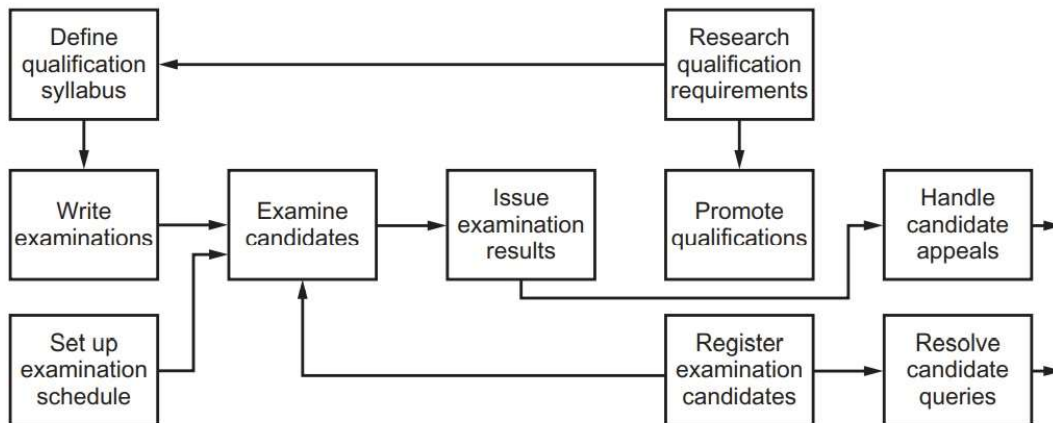 Define
qualification
syllabus
Research
qualification
requirements
Write
examinations
Examine
candidates
Issue
examination
results
Promote
qualifications
Handle
candidate
appeals
Set up
examination
schedule
Register
examination
candidates
Resolve
candidate
queries